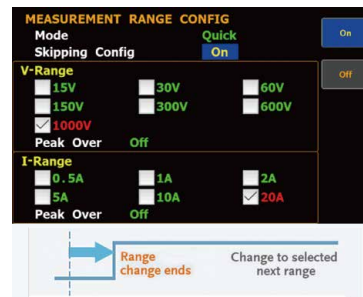 MEASUREMENT RANGE CONFIG
Mode Quick
Skipping Config On
On
Off
V-Range
15V 30V 60V
150V 300V 600V
1000V
Peak Over Off
I-Range
0.5A 1A 2A
5A 10A 20A
Peak Over Off
Range
change ends
Change to selected
next range